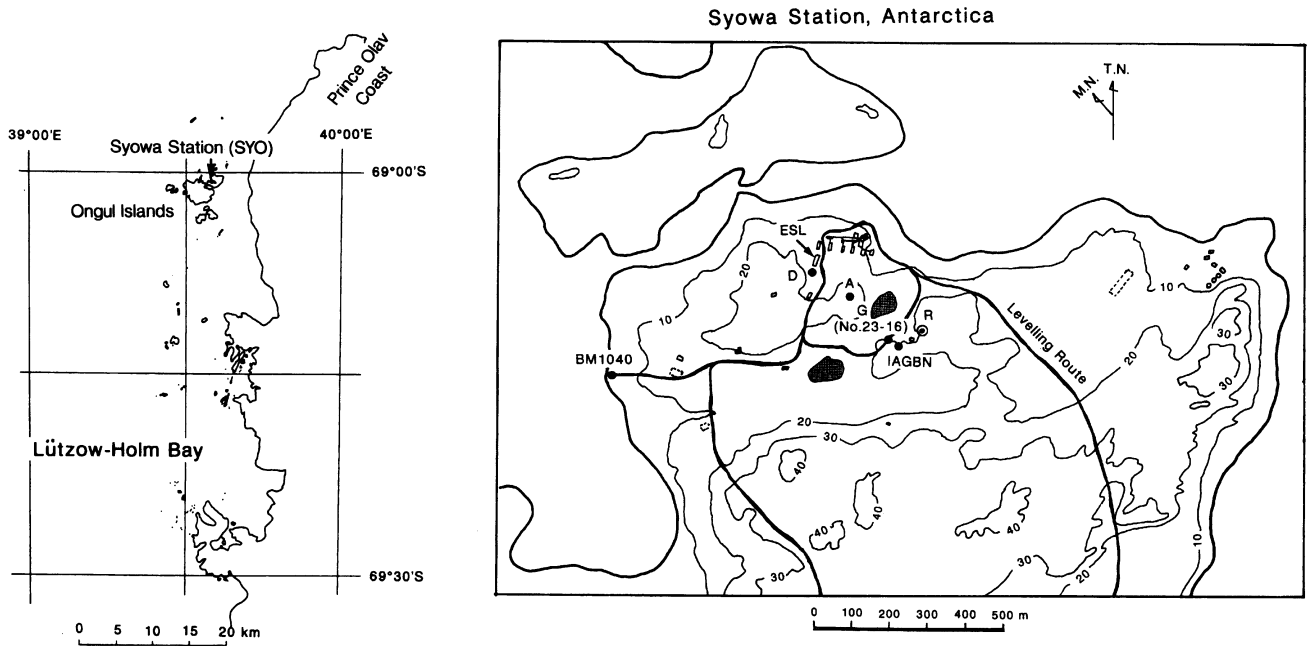 Syowa Station, Antarctica
Prince Olav
Coast
39°00'E
40°00'E
Syowa Station (SYO)
69°00'S
Ongul Islands
Lützow-Holm Bay
69°30'S
0 5 10 15 20 km
M.N.
T.N.
ESL
20
D
A
10
G
R
(No.23-16)
10
Levelling Route
30
BM1040
IAGBN
20
30
20
30
40
40
40
40
10
30
30
20
0 100 200 300 400 500 m